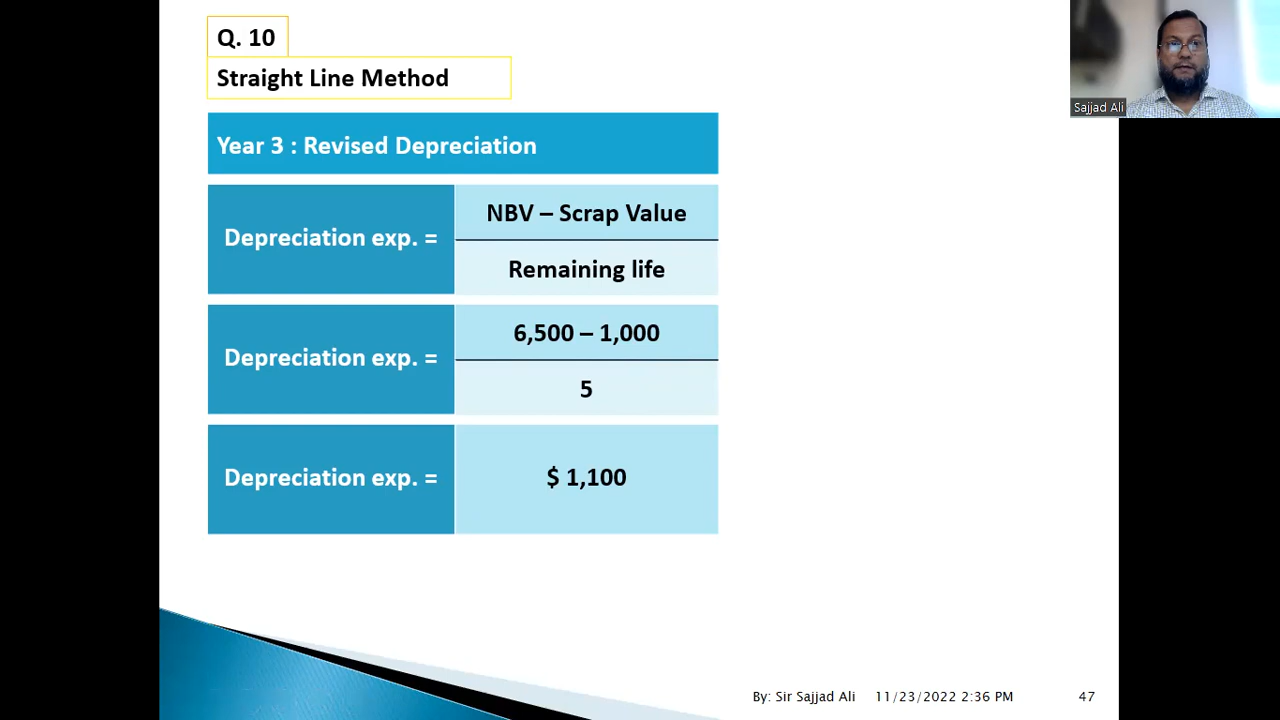 Q. 10
Straight Line Method
Year 3 : Revised Depreciation
Depreciation exp. =
NBV – Scrap Value
Remaining life
Depreciation exp. =
6,500 – 1,000
5
Depreciation exp. =
$ 1,100
Sajjad Ali
By: Sir Sajjad Ali 11/23/2022 2:36 PM 47